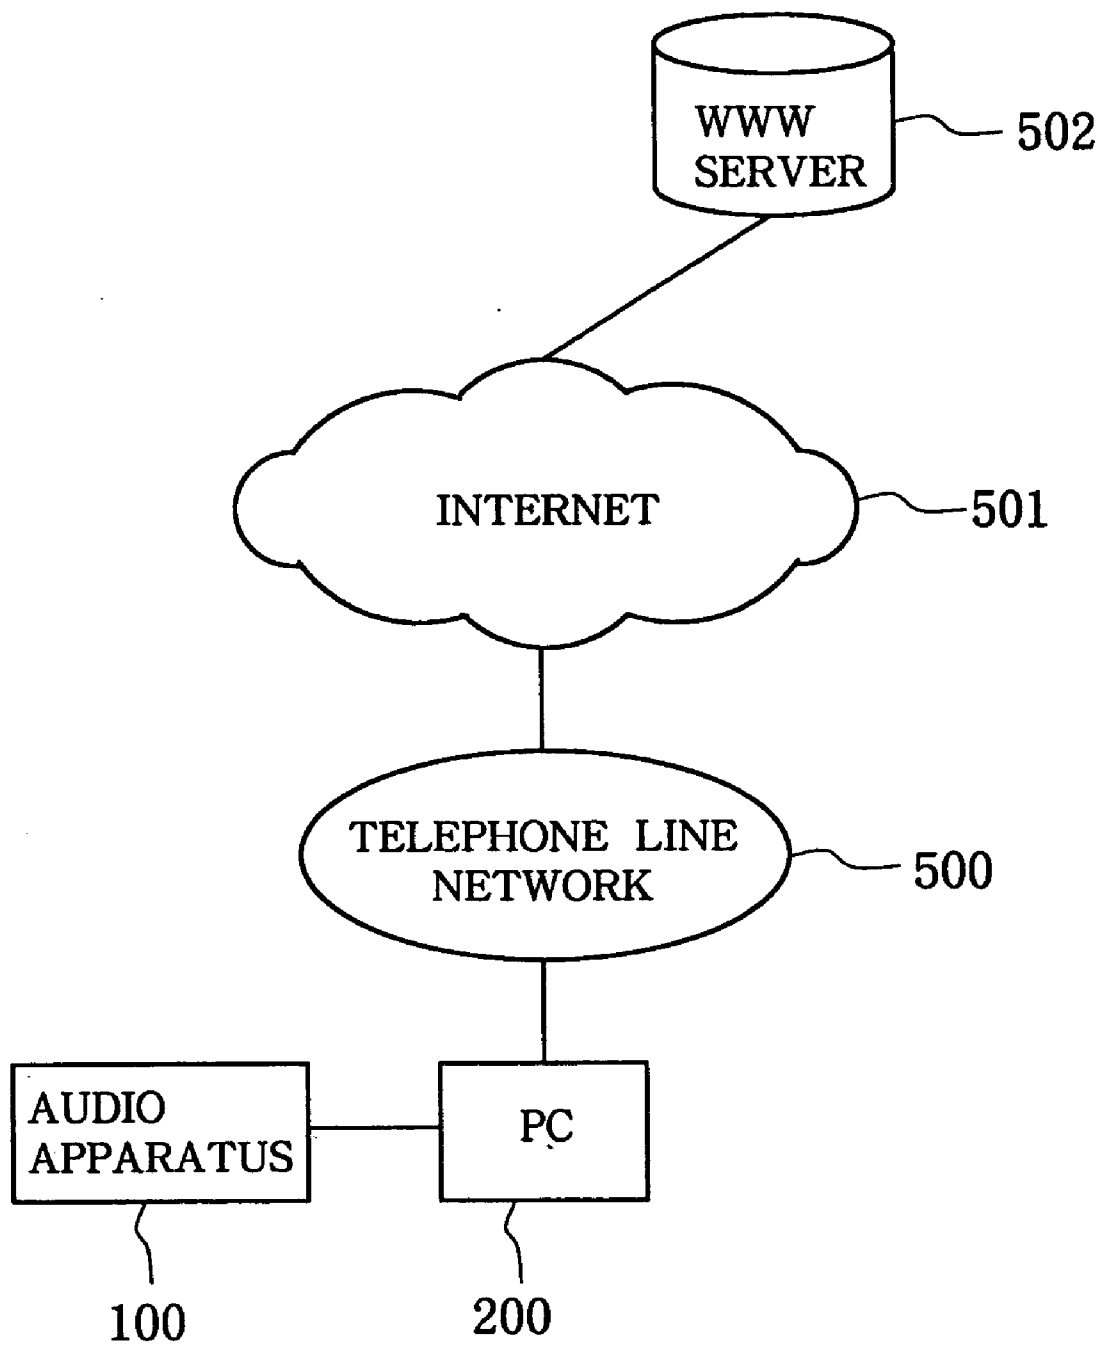 WWW
SERVER
502
INTERNET
501
TELEPHONE LINE
NETWORK
500
AUDIO
APPARATUS
PC
100
200